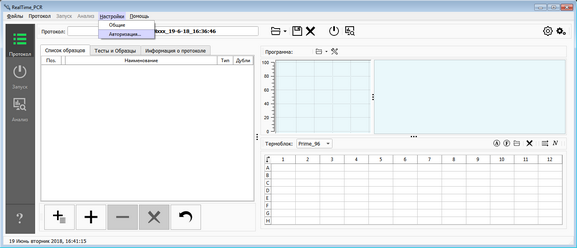 RealTime_PCR
Файлы Протокол Запуск Анализ Настройки Помощь
Общие
Авторизация...
Протокол: xxx_19-6-18_16:36:46
Протокол
Запуск
Анализ
Список образцов Тесты и Образцы Информация о протоколе
Поз. Наименование Тип Дубли
Программа:
100
80
60
40
20
0
Термоблок: Prime_96
1 2 3 4 5 6 7 8 9 10 11 12
A
B
C
D
E
F
G
H
19 Июнь вторник 2018, 16:41:15